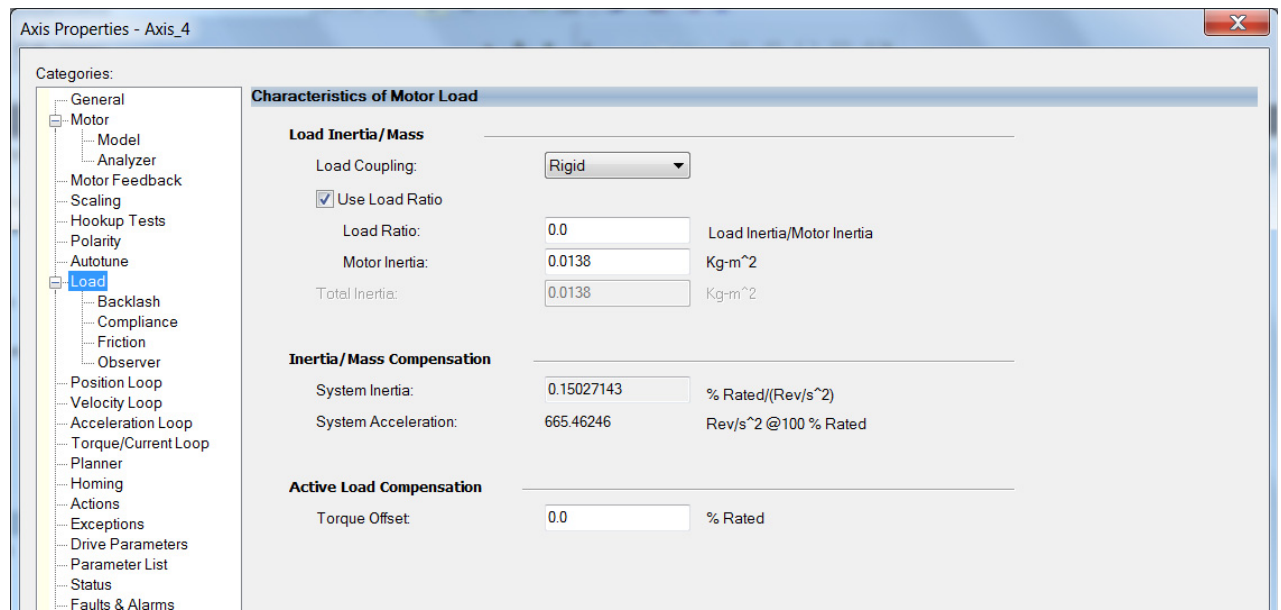 Axis Properties - Axis_4
X
Categories:
General
Motor
Model
Analyzer
Motor Feedback
Scaling
Hookup Tests
Polarity
Autotune
Load
Backlash
Compliance
Friction
Observer
Position Loop
Velocity Loop
Acceleration Loop
Torque/Current Loop
Planner
Homing
Actions
Exceptions
Drive Parameters
Parameter List
Status
Faults & Alarms
Characteristics of Motor Load
Load Inertia/Mass
Load Coupling: Rigid
Use Load Ratio
Load Ratio: 0.0 Load Inertia/Motor Inertia
Motor Inertia: 0.0138 Kg-m^2
Total Inertia: 0.0138 Kg-m^2
Inertia/Mass Compensation
System Inertia: 0.15027143 % Rated/(Rev/s^2)
System Acceleration: 665.46246 Rev/s^2 @100 % Rated
Active Load Compensation
Torque Offset: 0.0 % Rated